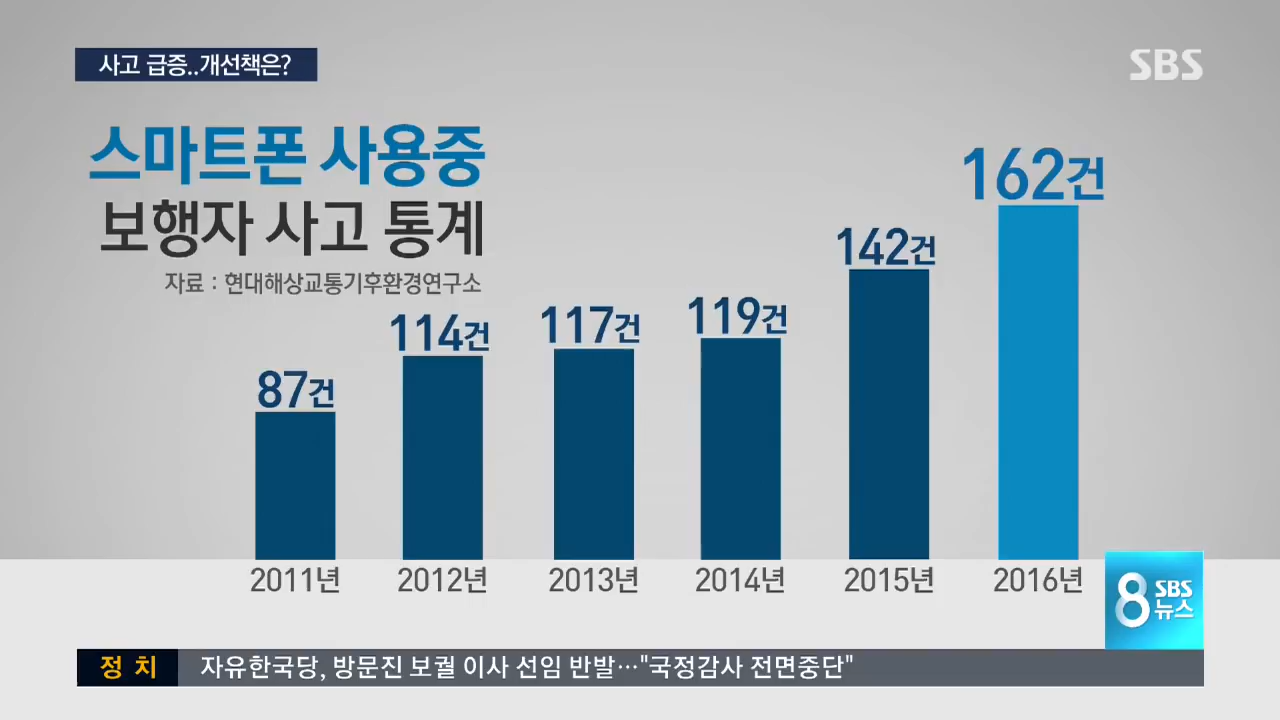 사고 급증..개선책은?
SBS
스마트폰 사용중
보행자 사고 통계
자료 : 현대해상교통기후환경연구소
87건
114건
117건
119건
142건
162건
2011년
2012년
2013년
2014년
2015년
2016년
8 SBS
뉴스
정 치
자유한국당, 방문진 보궐 이사 선임 반발…"국정감사 전면중단"